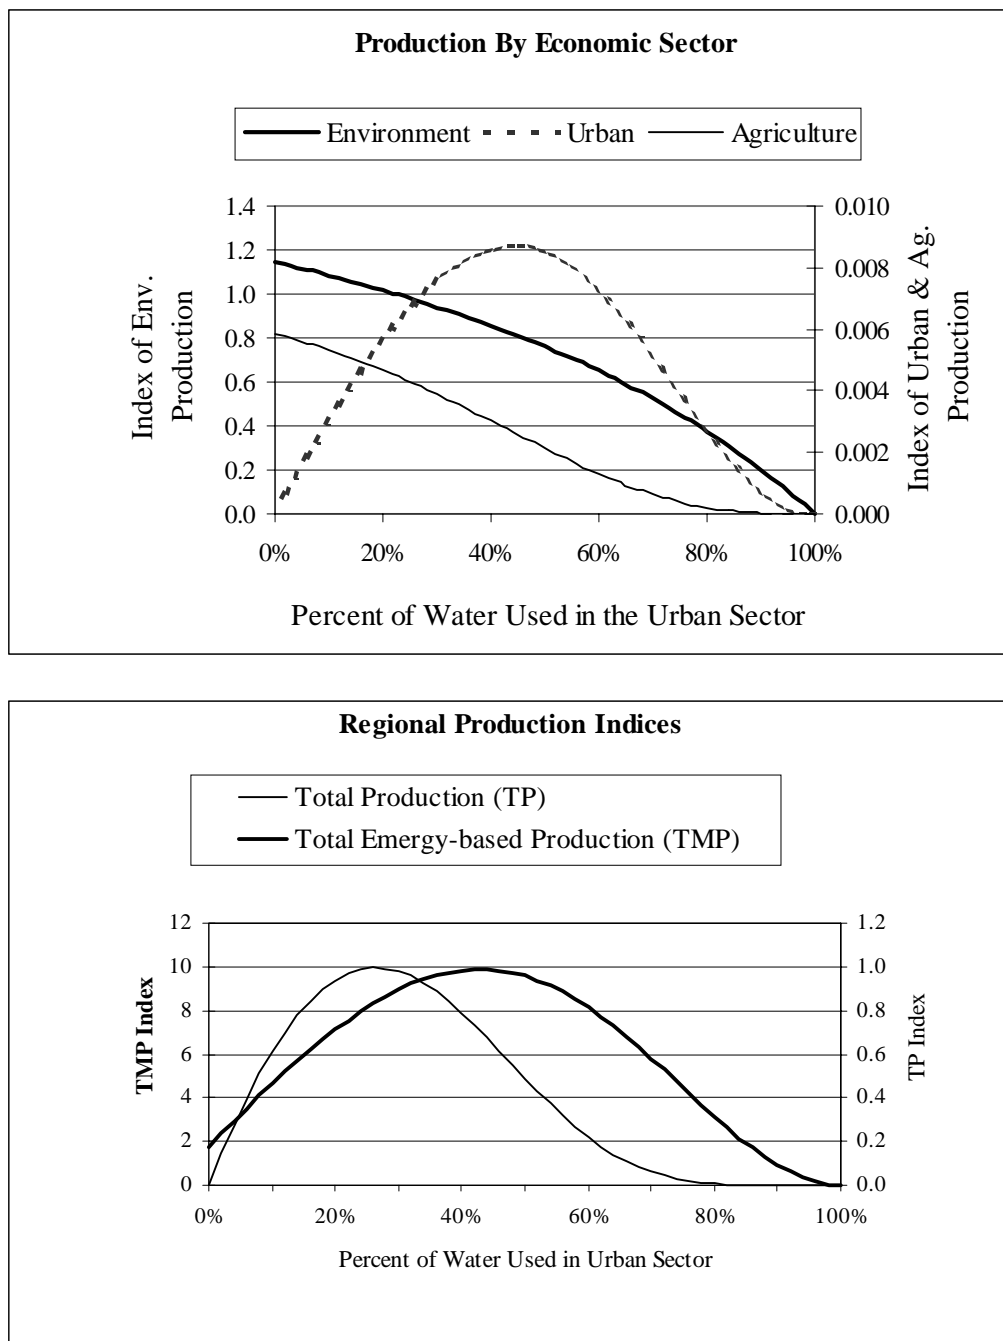 Production By Economic Sector
Environment Urban Agriculture
Index of Env.
Production
1.4
1.2
1.0
0.8
0.6
0.4
0.2
0.0
0.010
0.008
0.006
0.004
0.002
0.000
Index of Urban & Ag.
Production
0% 20% 40% 60% 80% 100%
Percent of Water Used in the Urban Sector
Regional Production Indices
Total Production (TP)
Total Emergy-based Production (TMP)
TMP Index
12
10
8
6
4
2
0
1.2
1.0
0.8
0.6
0.4
0.2
0.0
TP Index
0% 20% 40% 60% 80% 100%
Percent of Water Used in Urban Sector